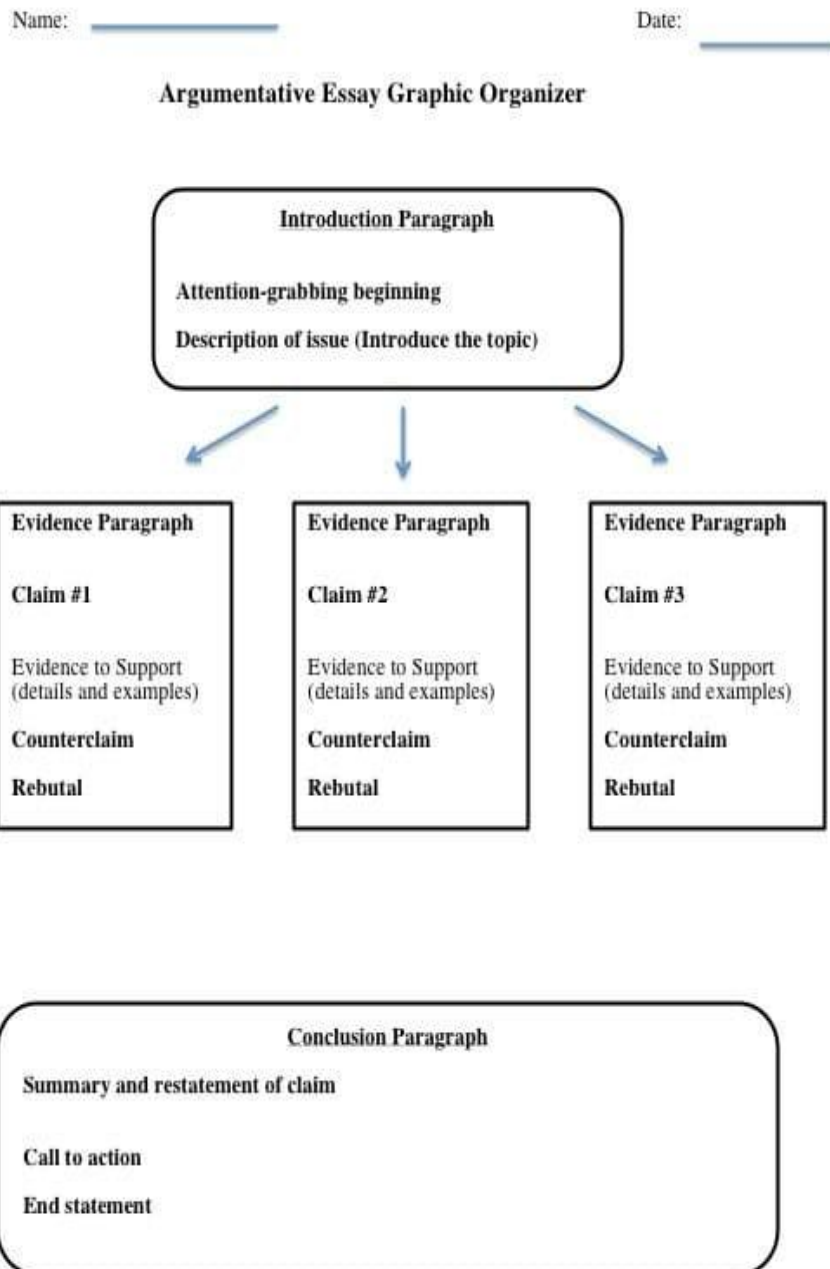 Name:
Date:
Argumentative Essay Graphic Organizer
Introduction Paragraph
Attention-grabbing beginning
Description of issue (Introduce the topic)
Evidence Paragraph
Claim #1
Evidence to Support
(details and examples)
Counterclaim
Rebutal
Evidence Paragraph
Claim #2
Evidence to Support
(details and examples)
Counterclaim
Rebutal
Evidence Paragraph
Claim #3
Evidence to Support
(details and examples)
Counterclaim
Rebutal
Conclusion Paragraph
Summary and restatement of claim
Call to action
End statement